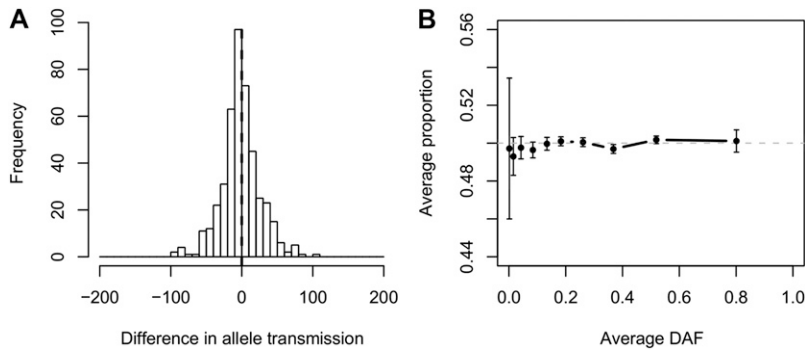 A
Frequency
100
80
60
40
20
0
−200 −100 0 100 200
Difference in allele transmission
B
Average proportion
0.56
0.52
0.48
0.44
0.0 0.2 0.4 0.6 0.8 1.0
Average DAF